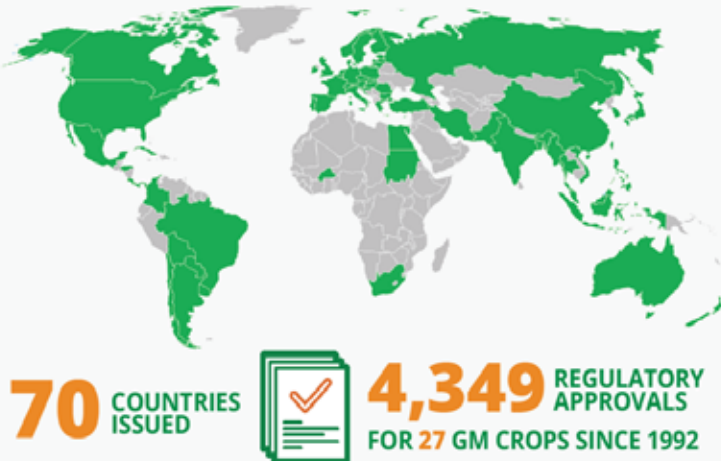 70 COUNTRIES
ISSUED
4,349 REGULATORY
APPROVALS
FOR 27 GM CROPS SINCE 1992